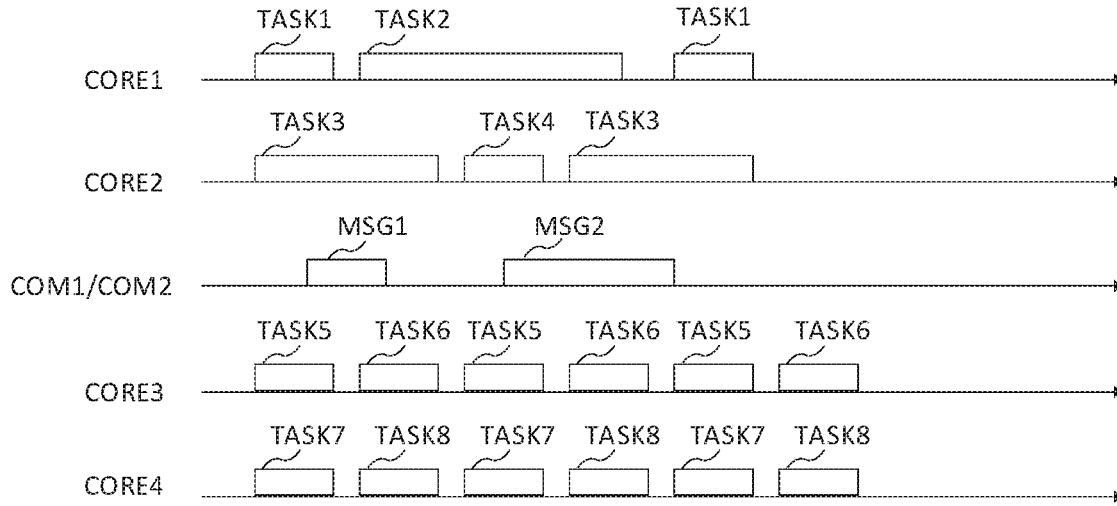 TASK1 TASK2 TASK1
CORE1
TASK3 TASK4 TASK3
CORE2
MSG1 MSG2
COM1/COM2
TASK5 TASK6 TASK5 TASK6 TASK5 TASK6
CORE3
TASK7 TASK8 TASK7 TASK8 TASK7 TASK8
CORE4